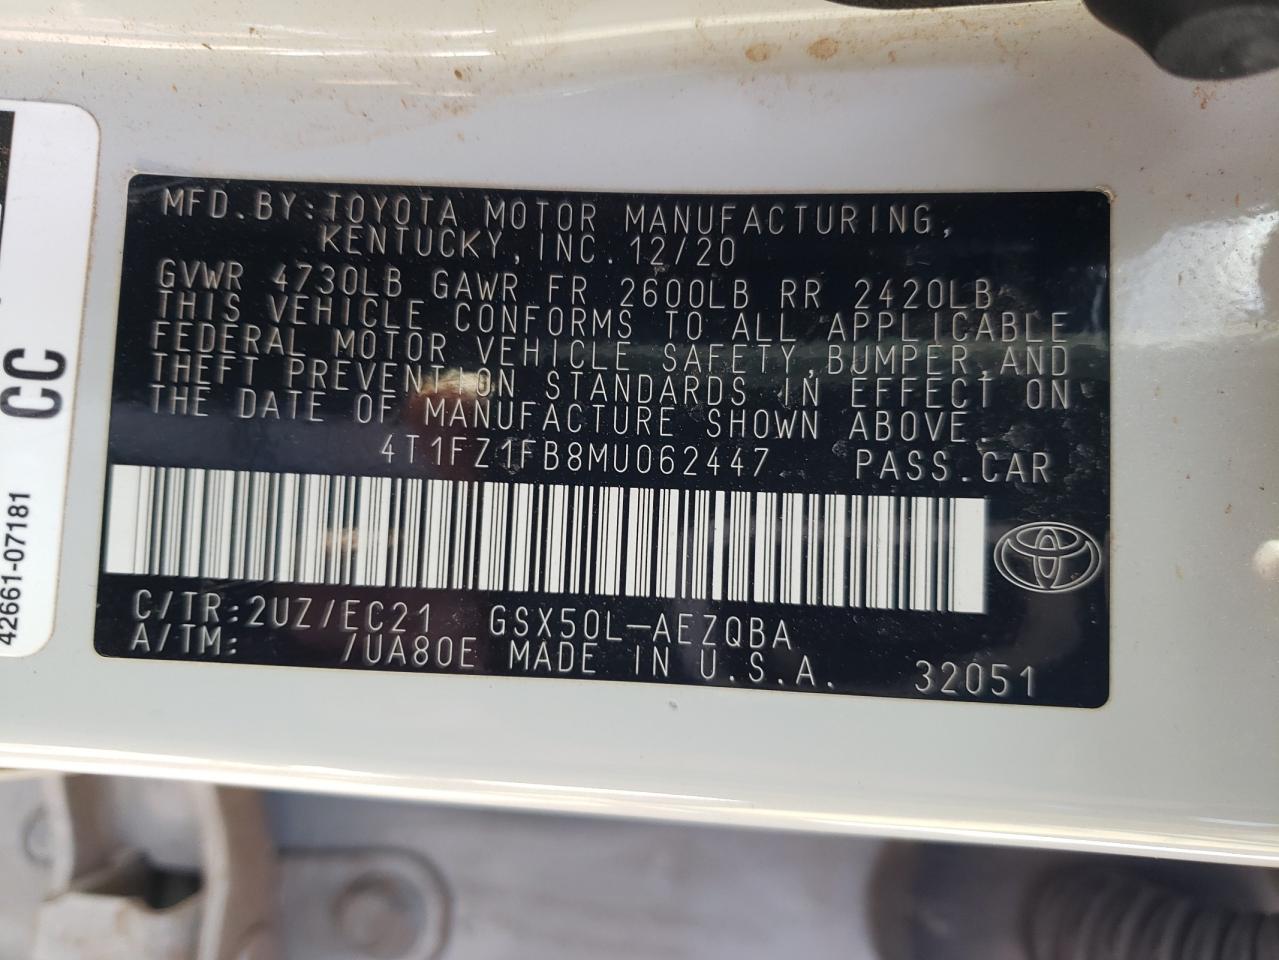 MFD.BY:TOYOTA MOTOR MANUFACTURING,
KENTUCKY,INC. 12/20
GVWR 4730LB GAWR FR 2600LB RR 2420LB
THIS VEHICLE CONFORMS TO ALL APPLICABLE
FEDERAL MOTOR VEHICLE SAFETY,BUMPER,AND
THEFT PREVENTION STANDARDS IN EFFECT ON
THE DATE OF MANUFACTURE SHOWN ABOVE.
4T1FZ1FB8MU062447 PASS.CAR
C/TR:2UZ/EC21 GSX50L-AEZQBA
A/TM: /UA80E MADE IN U.S.A. 32051
CC
42661-07181